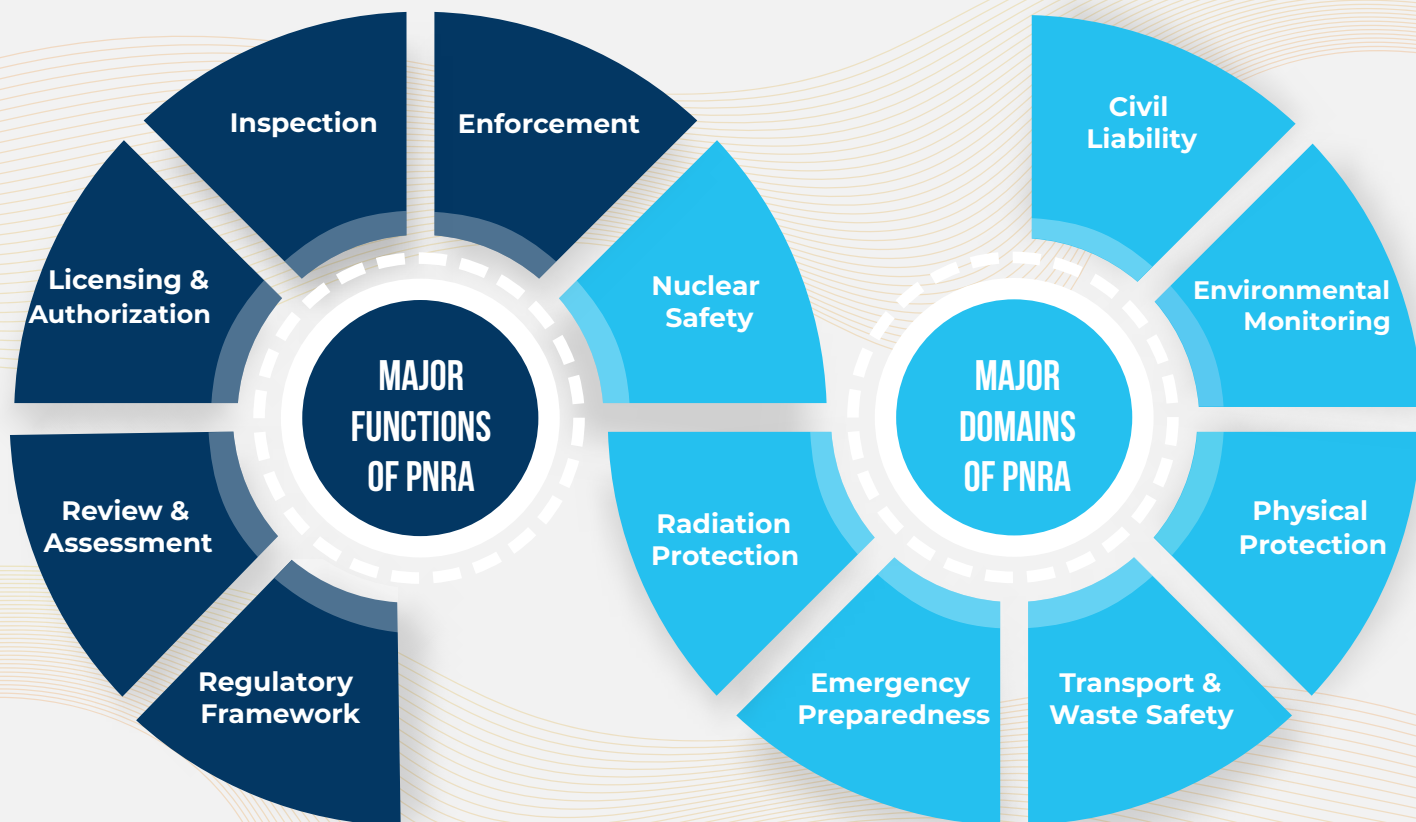 Inspection
Enforcement
Licensing &
Authorization
Nuclear
Safety
Review &
Assessment
Regulatory
Framework
MAJOR
FUNCTIONS
OF PNRA
Civil
Liability
Environmental
Monitoring
Physical
Protection
Radiation
Protection
Emergency
Preparedness
Transport &
Waste Safety
MAJOR
DOMAINS
OF PNRA